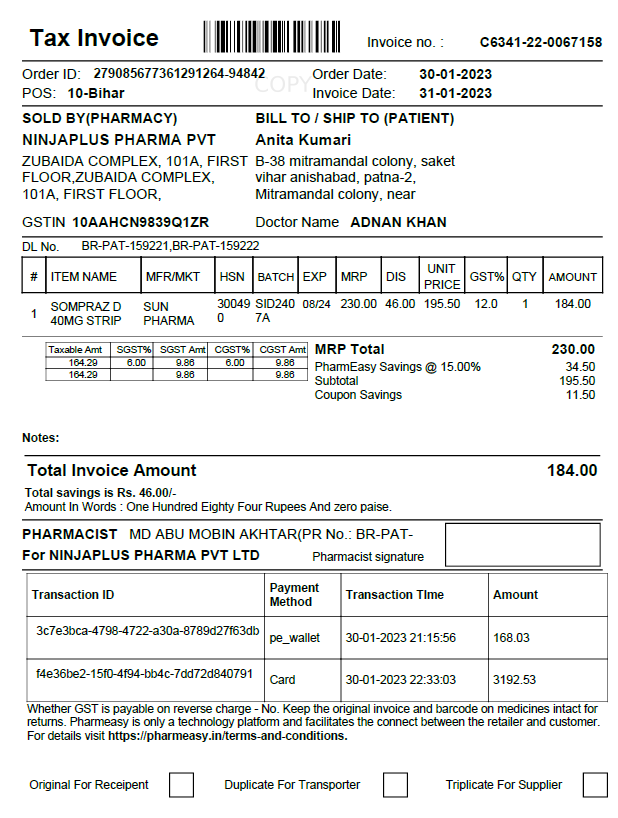 Tax Invoice
Invoice no. : C6341-22-0067158
Order ID: 279085677361291264-94842 Order Date: 30-01-2023
COPY
POS: 10-Bihar Invoice Date: 31-01-2023
SOLD BY(PHARMACY) BILL TO / SHIP TO (PATIENT)
NINJAPLUS PHARMA PVT Anita Kumari
ZUBAIDA COMPLEX, 101A, FIRST B-38 mitramandal colony, saket
FLOOR,ZUBAIDA COMPLEX, vihar anishabad, patna-2,
101A, FIRST FLOOR, Mitramandal colony, near
GSTIN 10AAHCN9839Q1ZR Doctor Name ADNAN KHAN
DL No. BR-PAT-159221,BR-PAT-159222
# ITEM NAME MFR/MKT HSN BATCH EXP MRP DIS UNIT PRICE GST% QTY AMOUNT
1 SOMPRAZ D SUN 30049 SID240 08/24 230.00 46.00 195.50 12.0 1 184.00
40MG STRIP PHARMA 0 7A
Taxable Amt SGST% SGST Amt CGST% CGST Amt
164.29 6.00 9.86 6.00 9.86
164.29 9.86 9.86
MRP Total 230.00
PharmEasy Savings @ 15.00% 34.50
Subtotal 195.50
Coupon Savings 11.50
Notes:
Total Invoice Amount 184.00
Total savings is Rs. 46.00/-
Amount In Words : One Hundred Eighty Four Rupees And zero paise.
PHARMACIST MD ABU MOBIN AKHTAR(PR No.: BR-PAT-
For NINJAPLUS PHARMA PVT LTD Pharmacist signature
Transaction ID Payment Method Transaction TIme Amount
3c7e3bca-4798-4722-a30a-8789d27f63db pe_wallet 30-01-2023 21:15:56 168.03
f4e36be2-15f0-4f94-bb4c-7dd72d840791 Card 30-01-2023 22:33:03 3192.53
Whether GST is payable on reverse charge - No. Keep the original invoice and barcode on medicines intact for
returns. Pharmeasy is only a technology platform and facilitates the connect between the retailer and customer.
For details visit https://pharmeasy.in/terms-and-conditions.
Original For Receipent Duplicate For Transporter Triplicate For Supplier